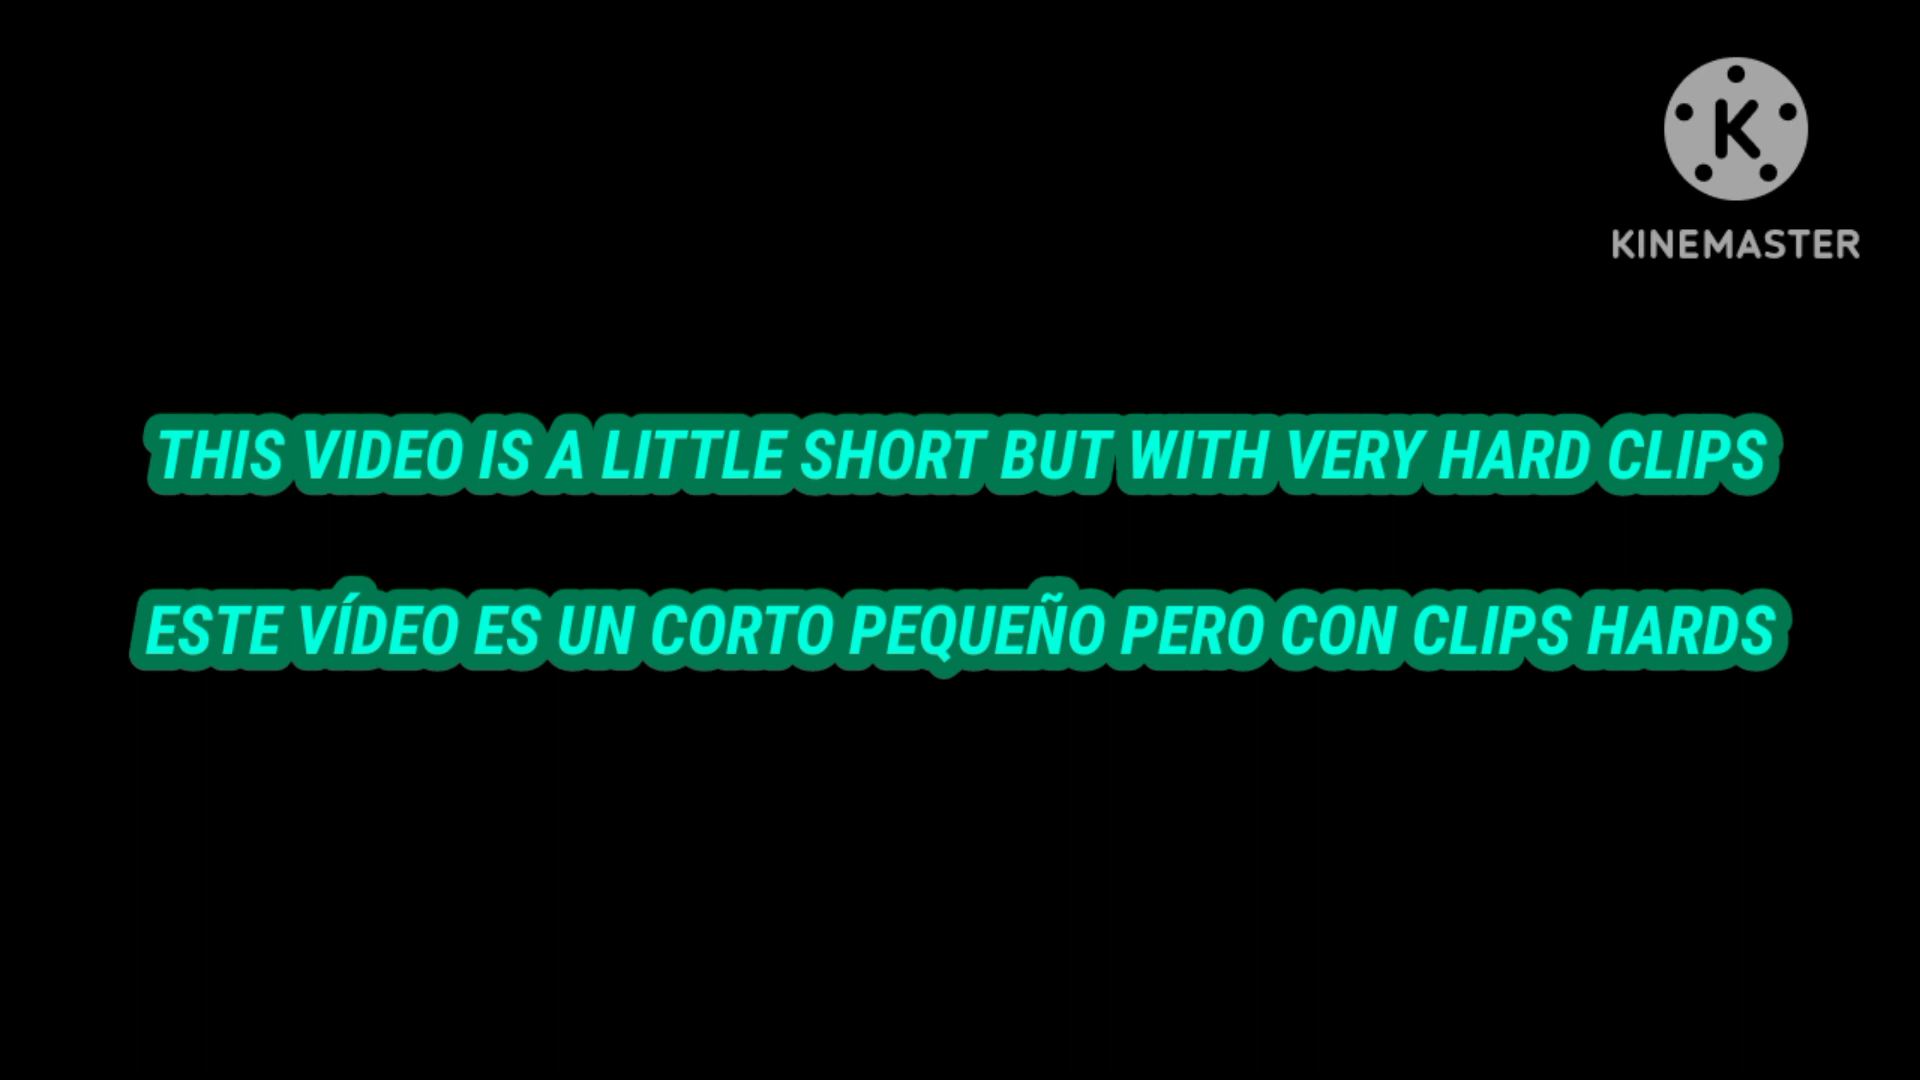 K
KINEMASTER
THIS VIDEO IS A LITTLE SHORT BUT WITH VERY HARD CLIPS
ESTE VÍDEO ES UN CORTO PEQUEÑO PERO CON CLIPS HARDS